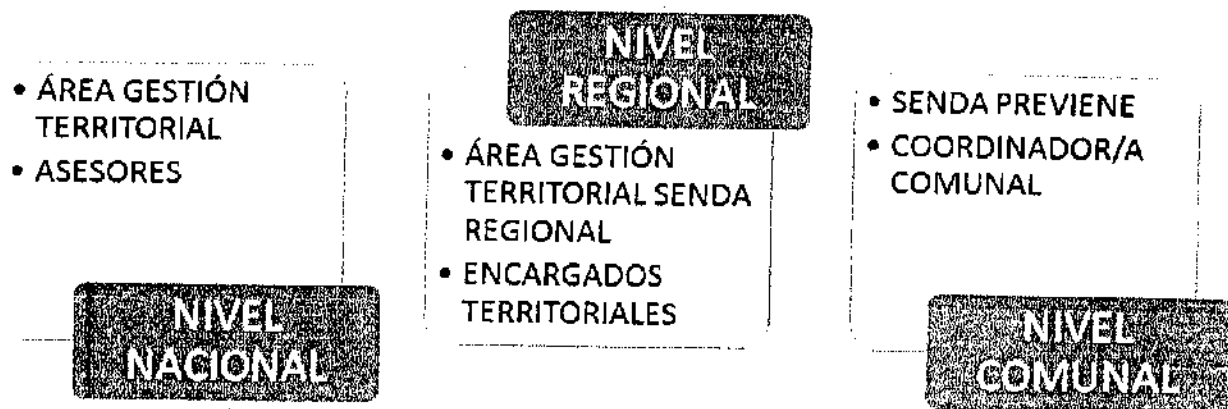 • ÁREA GESTIÓN
TERRITORIAL
• ASESORES
NIVEL
NACIONAL
NIVEL
REGIONAL
• ÁREA GESTIÓN
TERRITORIAL SENDA
REGIONAL
• ENCARGADOS
TERRITORIALES
• SENDA PREVIENE
• COORDINADOR/A
COMUNAL
NIVEL
COMUNAL